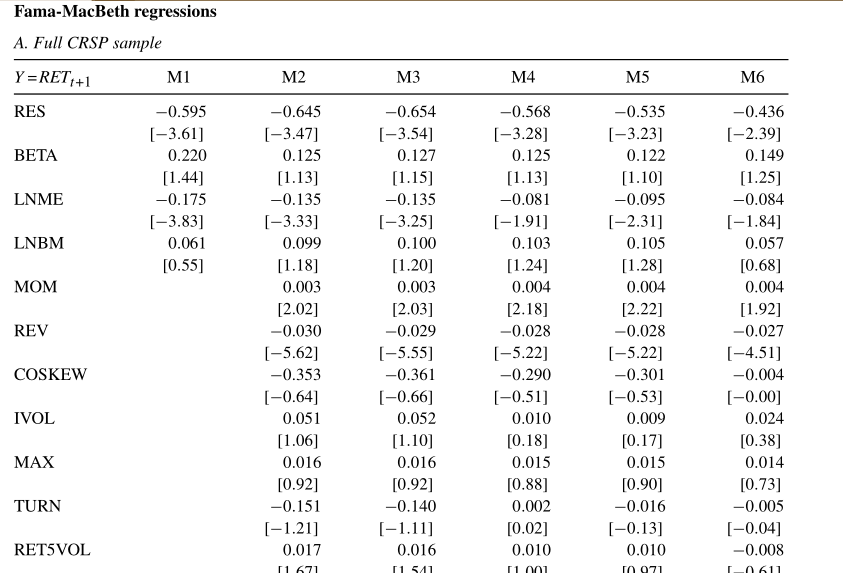 Fama-MacBeth regressions
A. Full CRSP sample
Y =RETt+1 M1 M2 M3 M4 M5 M6
RES −0.595 −0.645 −0.654 −0.568 −0.535 −0.436
[−3.61] [−3.47] [−3.54] [−3.28] [−3.23] [−2.39]
BETA 0.220 0.125 0.127 0.125 0.122 0.149
[1.44] [1.13] [1.15] [1.13] [1.10] [1.25]
LNME −0.175 −0.135 −0.135 −0.081 −0.095 −0.084
[−3.83] [−3.33] [−3.25] [−1.91] [−2.31] [−1.84]
LNBM 0.061 0.099 0.100 0.103 0.105 0.057
[0.55] [1.18] [1.20] [1.24] [1.28] [0.68]
MOM 0.003 0.003 0.004 0.004 0.004
[2.02] [2.03] [2.18] [2.22] [1.92]
REV −0.030 −0.029 −0.028 −0.028 −0.027
[−5.62] [−5.55] [−5.22] [−5.22] [−4.51]
COSKEW −0.353 −0.361 −0.290 −0.301 −0.004
[−0.64] [−0.66] [−0.51] [−0.53] [−0.00]
IVOL 0.051 0.052 0.010 0.009 0.024
[1.06] [1.10] [0.18] [0.17] [0.38]
MAX 0.016 0.016 0.015 0.015 0.014
[0.92] [0.92] [0.88] [0.90] [0.73]
TURN −0.151 −0.140 0.002 −0.016 −0.005
[−1.21] [−1.11] [0.02] [−0.13] [−0.04]
RET5VOL 0.017 0.016 0.010 0.010 −0.008
[1.67] [1.54] [1.00] [0.97] [−0.61]